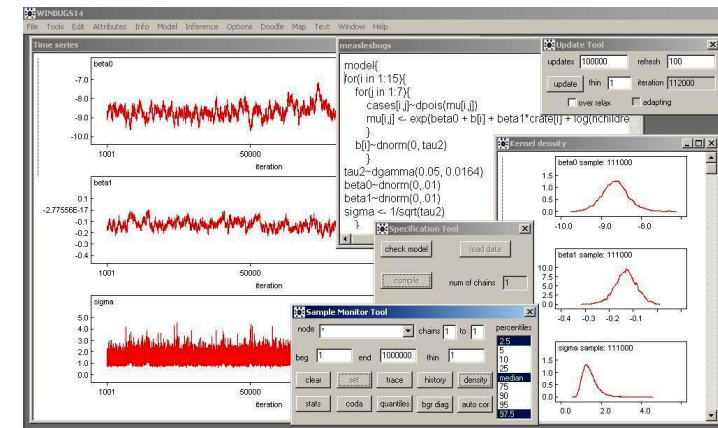 WINBUGS14
File Tools Edit Attributes Info Model Inference Options Doodle Map Text Window Help
Time series
beta0
-7.0
-8.0
-9.0
-10.0
1001 50000
iteration
beta1
0.1
-2.77556E-17
-0.1
-0.2
-0.3
-0.4
1001 50000
iteration
sigma
5.0
4.0
3.0
2.0
1.0
0.0
1001 50000
iteration
measlesbugs
model{
for(i in 1:15){
for(j in 1:7){
cases[i,j]~dpois(mu[i,j])
mu[i,j] <- exp(beta0 + b[i] + beta1*crate[i] + log(nchildre
}
b[i]~dnorm(0, tau2)
}
tau2~dgamma(0.05, 0.0164)
beta0~dnorm(0,.01)
beta1~dnorm(0,.01)
sigma <- 1/sqrt(tau2)
}
Update Tool
updates 100000 refresh 100
update thin 1 iteration 112000
over relax adapting
Kernel density
beta0 sample: 111000
1.5
1.0
0.5
0.0
-10.0 -9.0 -8.0
beta1 sample: 111000
10.0
7.5
5.0
2.5
0.0
-0.4 -0.3 -0.2 -0.1
sigma sample: 111000
1.5
1.0
0.5
0.0
0.0 2.0 4.0
Specification Tool
check model load data
compile num of chains 1
Sample Monitor Tool
node * chains 1 to 1 percentiles
beg 1 end 1000000 thin 1
clear set trace history density
stats coda quantiles bgr diag auto cor
2.5
5
10
25
median
75
90
95
97.5